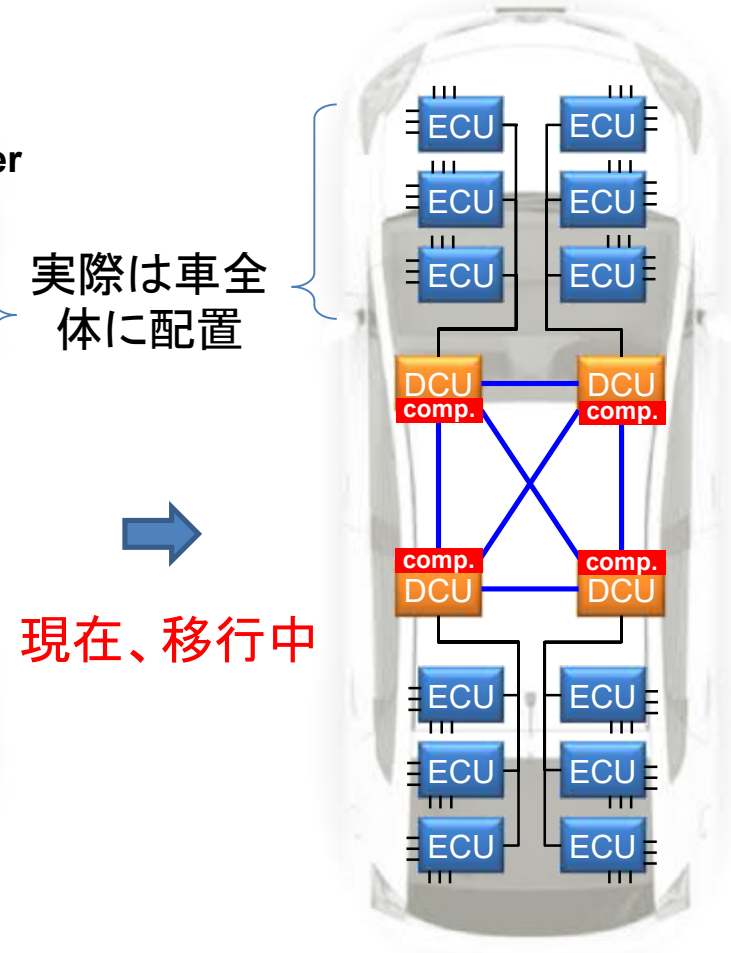 ECU ECU
er
ECU ECU
実際は車全
体に配置
ECU ECU
DCU DCU
comp. comp.
comp. comp.
DCU DCU
現在、移行中
ECU ECU
ECU ECU
ECU ECU